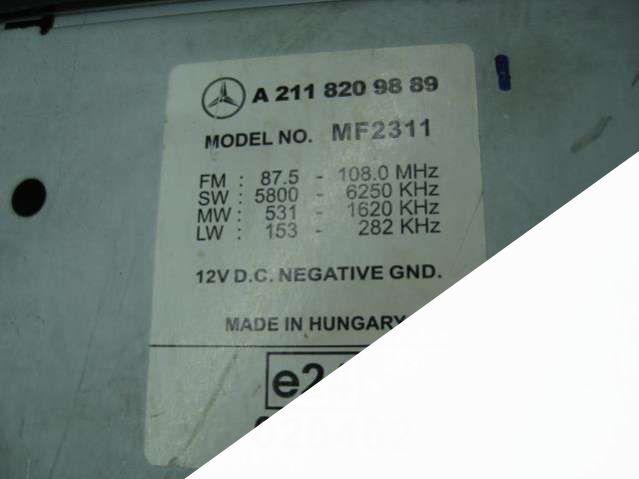 A 211 820 98 89
MODEL NO. MF2311
FM : 87.5 - 108.0 MHz
SW : 5800 - 6250 KHz
MW : 531 - 1620 KHz
LW : 153 - 282 KHz
12V D.C. NEGATIVE GND.
MADE IN HUNGARY